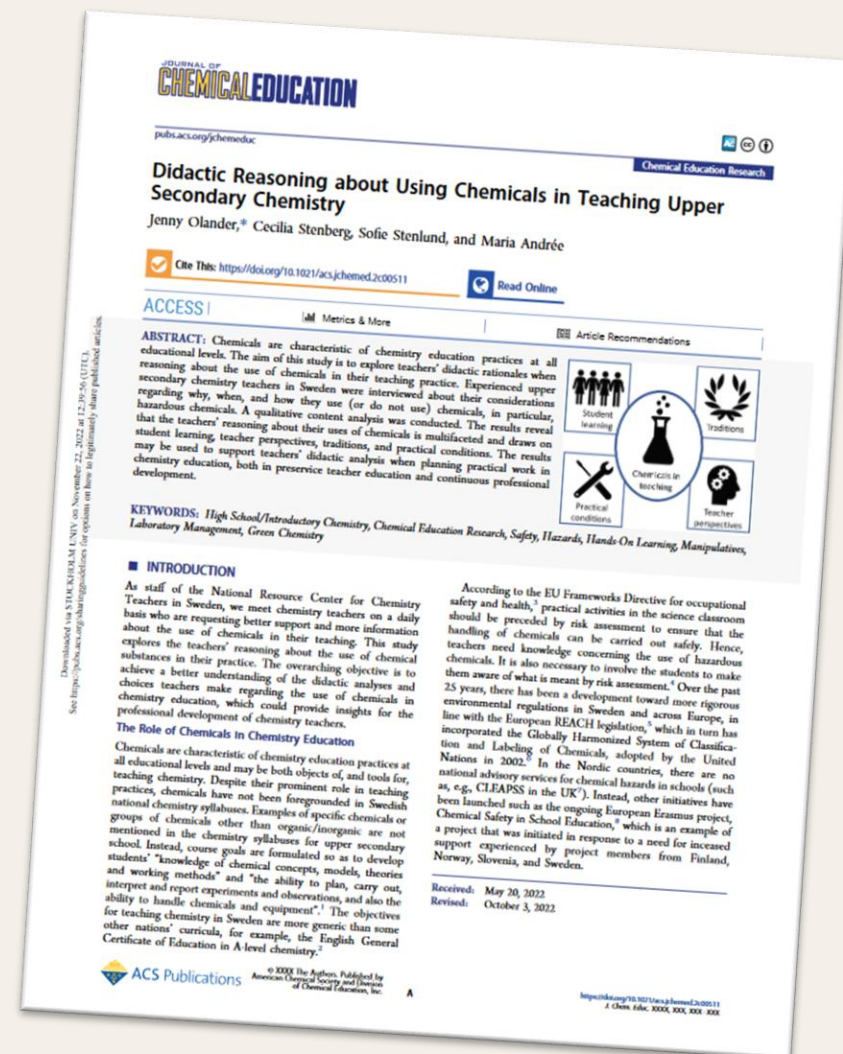 JOURNAL OF
CHEMICALEDUCATION
pubs.acs.org/jchemeduc
Chemical Education Research
Didactic Reasoning about Using Chemicals in Teaching Upper
Secondary Chemistry
Jenny Olander,* Cecilia Stenberg, Sofie Stenlund, and Maria Andrée
Cite This: https://doi.org/10.1021/acs.jchemed.2c00511
Read Online
ACCESS
Metrics & More
Article Recommendations
ABSTRACT: Chemicals are characteristic of chemistry education practices at all
educational levels. The aim of this study is to explore teachers' didactic rationales when
reasoning about the use of chemicals in their teaching practice. Experienced upper
secondary chemistry teachers in Sweden were interviewed about their considerations
regarding why, when, and how they use (or do not use) chemicals, in particular,
hazardous chemicals. A qualitative content analysis was conducted. The results reveal
that the teachers' reasoning about their uses of chemicals is multifaceted and draws on
student learning, teacher perspectives, traditions, and practical conditions. The results
may be used to support teachers' didactic analysis when planning practical work in
chemistry education, both in preservice teacher education and continuous professional
development.
Student
learning
Traditions
Chemicals in
teaching
Practical
conditions
Teacher
perspectives
KEYWORDS: High School/Introductory Chemistry, Chemical Education Research, Safety, Hazards, Hands-On Learning, Manipulatives,
Laboratory Management, Green Chemistry
INTRODUCTION
As staff of the National Resource Center for Chemistry
Teachers in Sweden, we meet chemistry teachers on a daily
basis who are requesting better support and more information
about the use of chemicals in their teaching. This study
explores the teachers' reasoning about the use of chemical
substances in their practice. The overarching objective is to
achieve a better understanding of the didactic analyses and
choices teachers make regarding the use of chemicals in
chemistry education, which could provide insights for the
professional development of chemistry teachers.
The Role of Chemicals in Chemistry Education
Chemicals are characteristic of chemistry education practices at
all educational levels and may be both objects of, and tools for,
teaching chemistry. Despite their prominent role in teaching
practices, chemicals have not been foregrounded in Swedish
national chemistry syllabuses. Examples of specific chemicals or
groups of chemicals other than organic/inorganic are not
mentioned in the chemistry syllabuses for upper secondary
school. Instead, course goals are formulated so as to develop
students' "knowledge of chemical concepts, models, theories
and working methods" and "the ability to plan, carry out,
interpret and report experiments and observations, and also the
ability to handle chemicals and equipment".1 The objectives
for teaching chemistry in Sweden are more generic than some
other nations' curricula, for example, the English General
Certificate of Education in A-level chemistry.2
According to the EU Frameworks Directive for occupational
safety and health,3 practical activities in the science classroom
should be preceded by risk assessment to ensure that the
handling of chemicals can be carried out safely. Hence,
teachers need knowledge concerning the use of hazardous
chemicals. It is also necessary to involve the students to make
them aware of what is meant by risk assessment.4 Over the past
25 years, there has been a development toward more rigorous
environmental regulations in Sweden and across Europe, in
line with the European REACH legislation,5 which in turn has
incorporated the Globally Harmonized System of Classifica-
tion and Labeling of Chemicals, adopted by the United
Nations in 2002.6 In the Nordic countries, there are no
national advisory services for chemical hazards in schools (such
as, e.g., CLEAPSS in the UK7). Instead, other initiatives have
been launched such as the ongoing European Erasmus project,
Chemical Safety in School Education,8 which is an example of
a project that was initiated in response to a need for inceased
support experienced by project members from Finland,
Norway, Slovenia, and Sweden.
Received: May 20, 2022
Revised: October 3, 2022
ACS Publications
© XXXX The Authors. Published by
American Chemical Society and Division
of Chemical Education, Inc.
A
https://doi.org/10.1021/acs.jchemed.2c00511
J. Chem. Educ. XXXX, XXX, XXX-XXX
Downloaded via STOCKHOLM UNIV on November 22, 2022 at 12:39:56 (UTC).
See https://pubs.acs.org/sharingguidelines for options on how to legitimately share published articles.